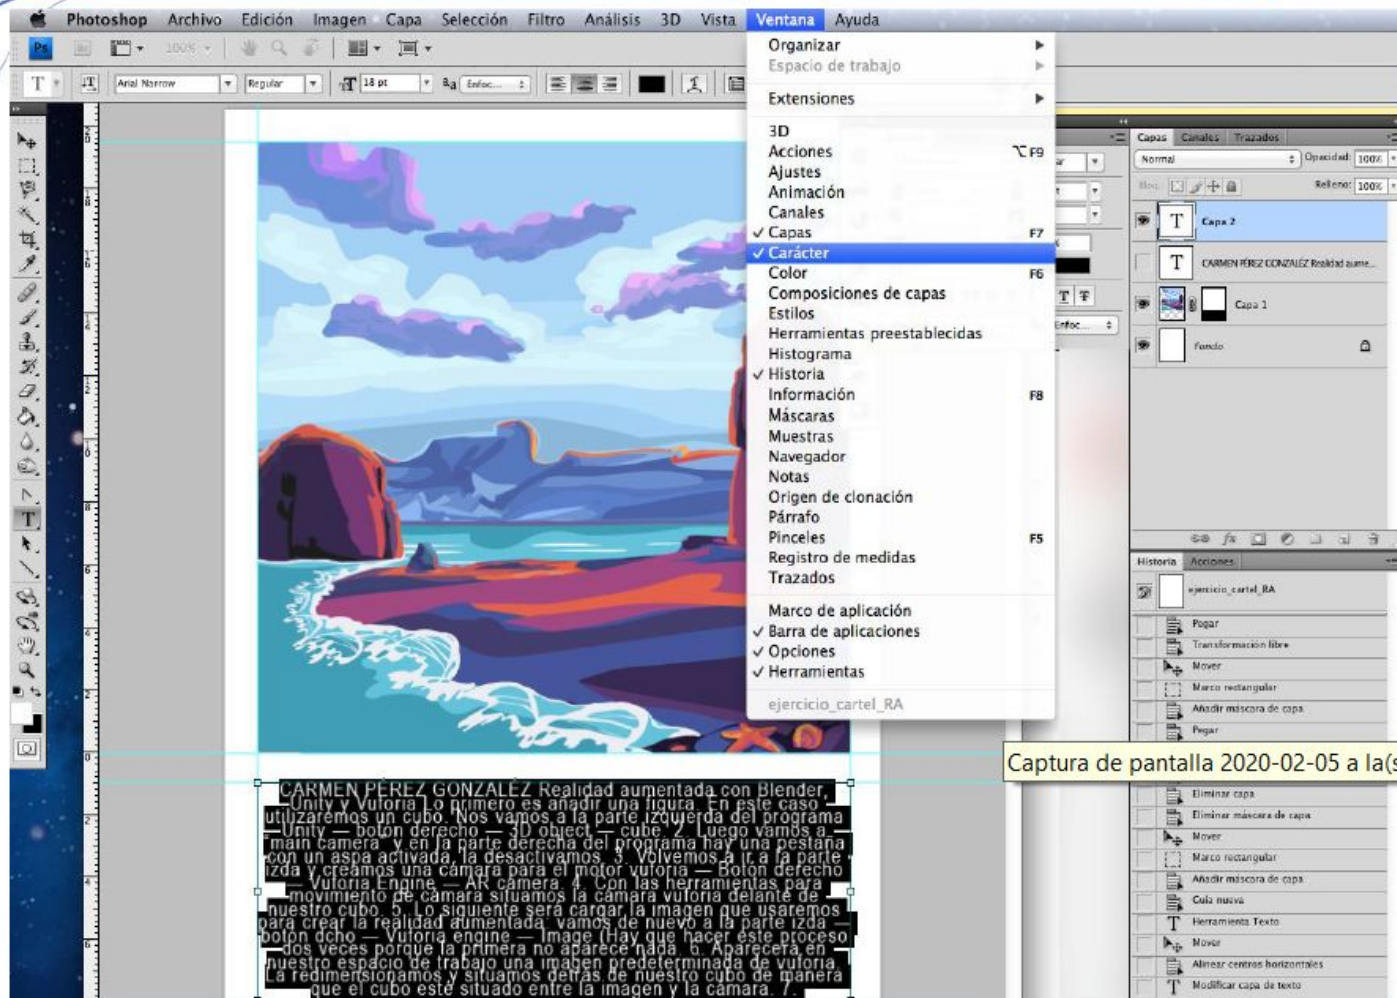 Photoshop Archivo Edición Imagen Capa Selección Filtro Análisis 3D Vista Ventana Ayuda
Ps 100%
T Arial Narrow Regular 18 pt aa Enfoc...
Organizar
Espacio de trabajo
Extensiones
3D
Acciones ⌥F9
Ajustes
Animación
Canales
✓ Capas F7
✓ Carácter
Color F6
Composiciones de capas
Estilos
Herramientas preestablecidas
Histograma
✓ Historia
Información F8
Máscaras
Muestras
Navegador
Notas
Origen de clonación
Párrafo
Pinceles F5
Registro de medidas
Trazados
Marco de aplicación
✓ Barra de aplicaciones
✓ Opciones
✓ Herramientas
ejercicio_cartel_RA
Enfoc...
Capas Canales Trazados
Normal Opacidad: 100%
Bloq. Relleno: 100%
T Capa 2
T CARMEN PÉREZ GONZALÉZ Realidad aume...
Capa 1
Fondo
Historia Acciones
ejercicio_cartel_RA
Pegar
Transformación libre
Mover
Marco rectangular
Añadir máscara de capa
Pegar
Captura de pantalla 2020-02-05 a la(s
Eliminar capa
Eliminar máscara de capa
Mover
Marco rectangular
Añadir máscara de capa
Guía nueva
Herramienta Texto
Mover
Alinear centros horizontales
Modificar capa de texto
CARMEN PÉREZ GONZALÉZ Realidad aumentada con Blender,
Unity y Vuforia Lo primero es añadir una figura. En este caso
utilizaremos un cubo. Nos vamos a la parte izquierda del programa
Unity — botón derecho — 3D object — cube. 2. Luego vamos a
main camera y en la parte derecha del programa hay una pestaña
con un aspa activada, la desactivamos. 3. Volvemos a ir a la parte
izda y creamos una cámara para el motor vuforia — Botón derecho
— Vuforia Engine — AR camera. 4. Con las herramientas para
movimiento de cámara situamos la cámara vuforia delante de
nuestro cubo. 5. Lo siguiente será cargar la imagen que usaremos
para crear la realidad aumentada, vamos de nuevo a la parte izda —
botón dcho — Vuforia engine — Image (Hay que hacer este proceso
dos veces porque la primera no aparece nada. 6. Aparecerá en
nuestro espacio de trabajo una imagen predeterminada de vuforia.
La redimensionamos y situamos detrás de nuestro cubo de manera
que el cubo esté situado entre la imagen y la cámara. 7.